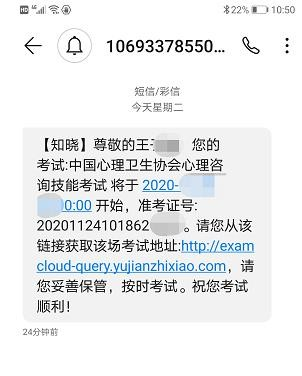 22% 10:50
10693378550...
短信/彩信
今天星期二
【知晓】尊敬的王 您的
考试:中国心理卫生协会心理咨
询技能考试 将于 2020-
0:00 开始，准考证号:
20201124101862 。请您从该
链接获取该场考试地址:http://exam
cloud-query.yujianzhixiao.com，请
您妥善保管，按时考试。祝您考试
顺利！
24分钟前